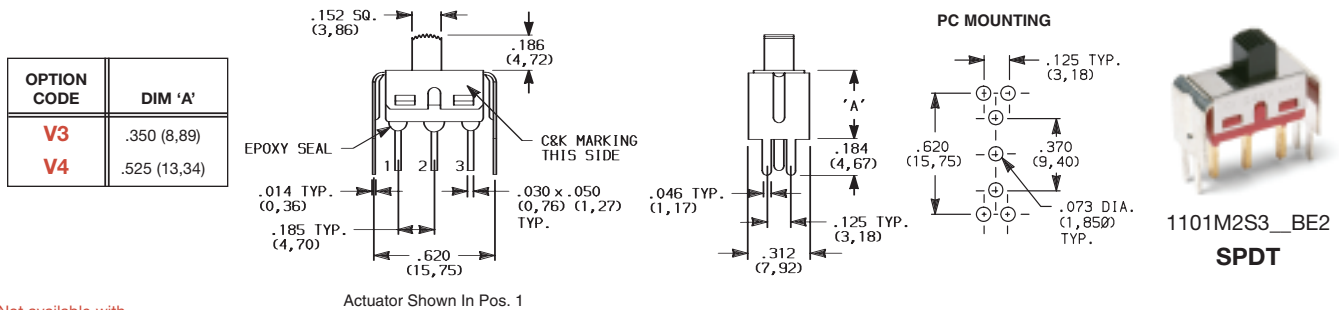 OPTION CODE
DIM ‘A’
V3
.350 (8,89)
V4
.525 (13,34)
.152 SQ.
(3,86)
.186
(4,72)
EPOXY SEAL
1 2 3
C&K MARKING
THIS SIDE
.014 TYP.
(0,36)
.030 x .050
(0,76) (1,27)
TYP.
.185 TYP.
(4,70)
.620
(15,75)
Actuator Shown In Pos. 1
'A'
.184
(4,67)
.046 TYP.
(1,17)
.125 TYP.
(3,18)
.312
(7,92)
PC MOUNTING
.125 TYP.
(3,18)
.620
(15,75)
.370
(9,40)
.073 DIA.
(1,85Ø)
TYP.
1101M2S3__BE2
SPDT
Not available with